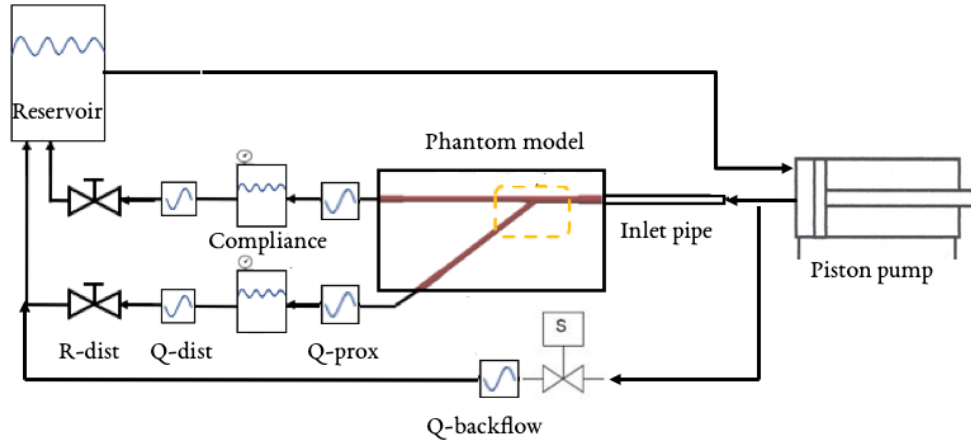 Reservoir
Phantom model
Compliance
Inlet pipe
Piston pump
R-dist
Q-dist
Q-prox
S
Q-backflow